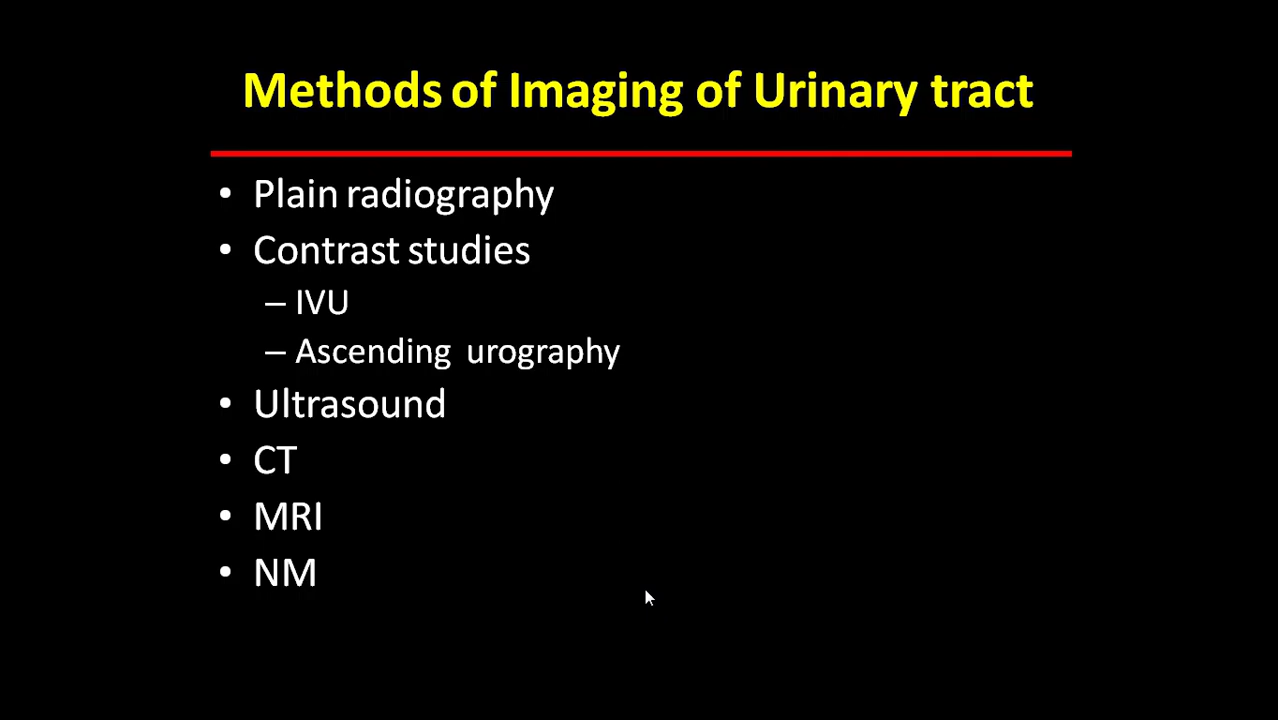 Methods of Imaging of Urinary tract
• Plain radiography
• Contrast studies
– IVU
– Ascending urography
• Ultrasound
• CT
• MRI
• NM